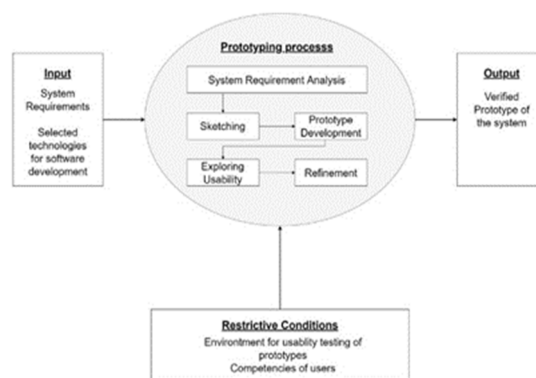 Prototyping processs
Input
System
Requirements
Selected
technologies
for software
development
System Requirement Analysis
Sketching
Prototype
Development
Exploring
Usability
Refinement
Output
Verified
Prototype of
the system
Restrictive Conditions
Environtment for usablity testing of
prototypes
Competencies of users